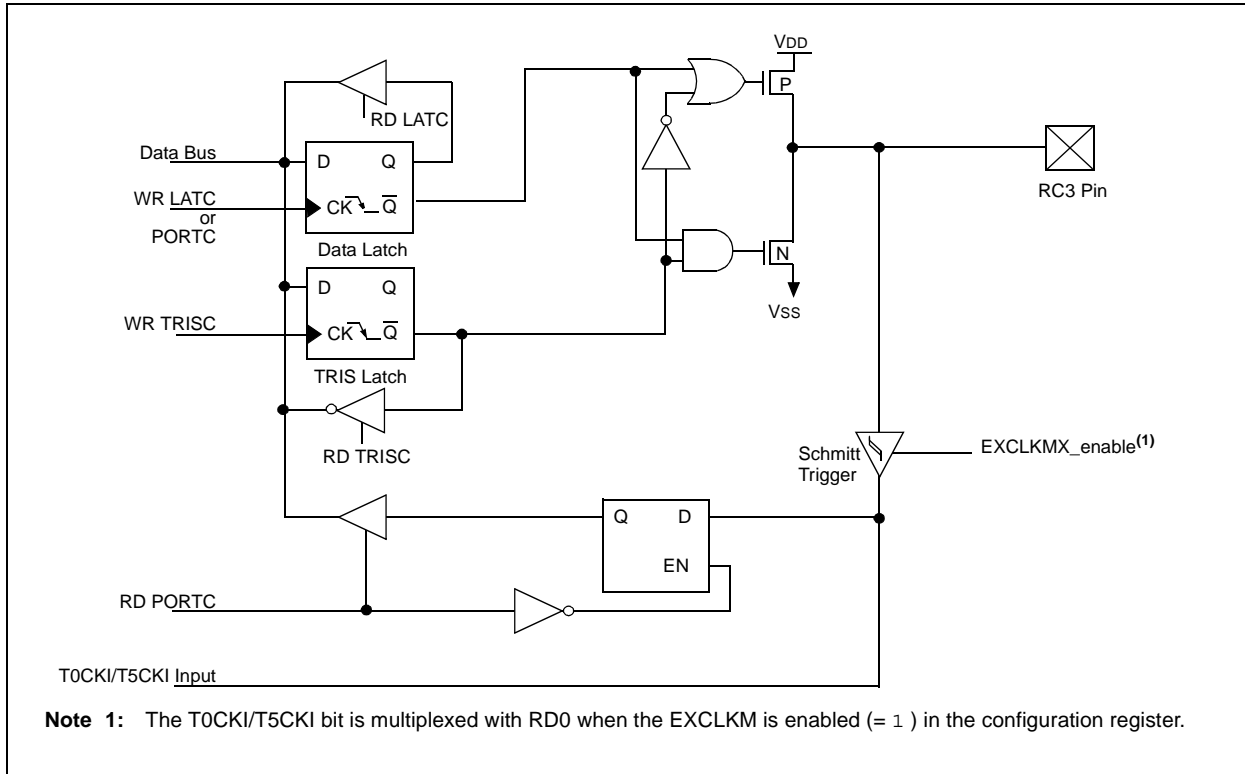 VDD
P
RD LATC
Data Bus
D Q
RC3 Pin
WR LATC
or
PORTC
CK Q
Data Latch
N
D Q
VSS
WR TRISC
CK Q
TRIS Latch
RD TRISC
Schmitt
Trigger
EXCLKMX_enable(1)
Q D
EN
RD PORTC
T0CKI/T5CKI Input
Note 1: The T0CKI/T5CKI bit is multiplexed with RD0 when the EXCLKM is enabled (= 1 ) in the configuration register.